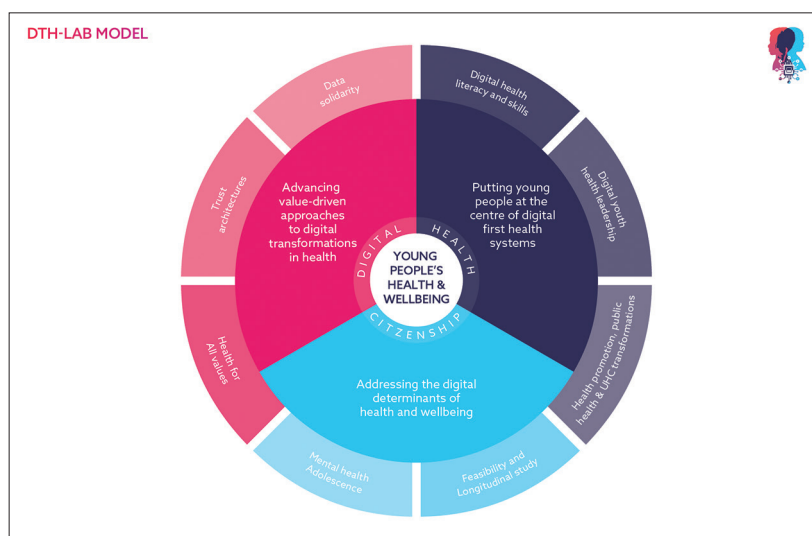 DTH-LAB MODEL
Data
solidarity
Digital health
literacy and skills
Trust
architectures
Digital youth
health leadership
Advancing
value-driven
approaches
to digital
transformations
in health
Putting young
people at the
centre of digital
first health
systems
DIGITAL HEALTH
YOUNG
PEOPLE'S
HEALTH &
WELLBEING
CITIZENSHIP
Health for
All values
Health promotion, public
health & UHC transformations
Addressing the digital
determinants of
health and wellbeing
Mental health
Adolescence
Feasibility and
Longitudinal study